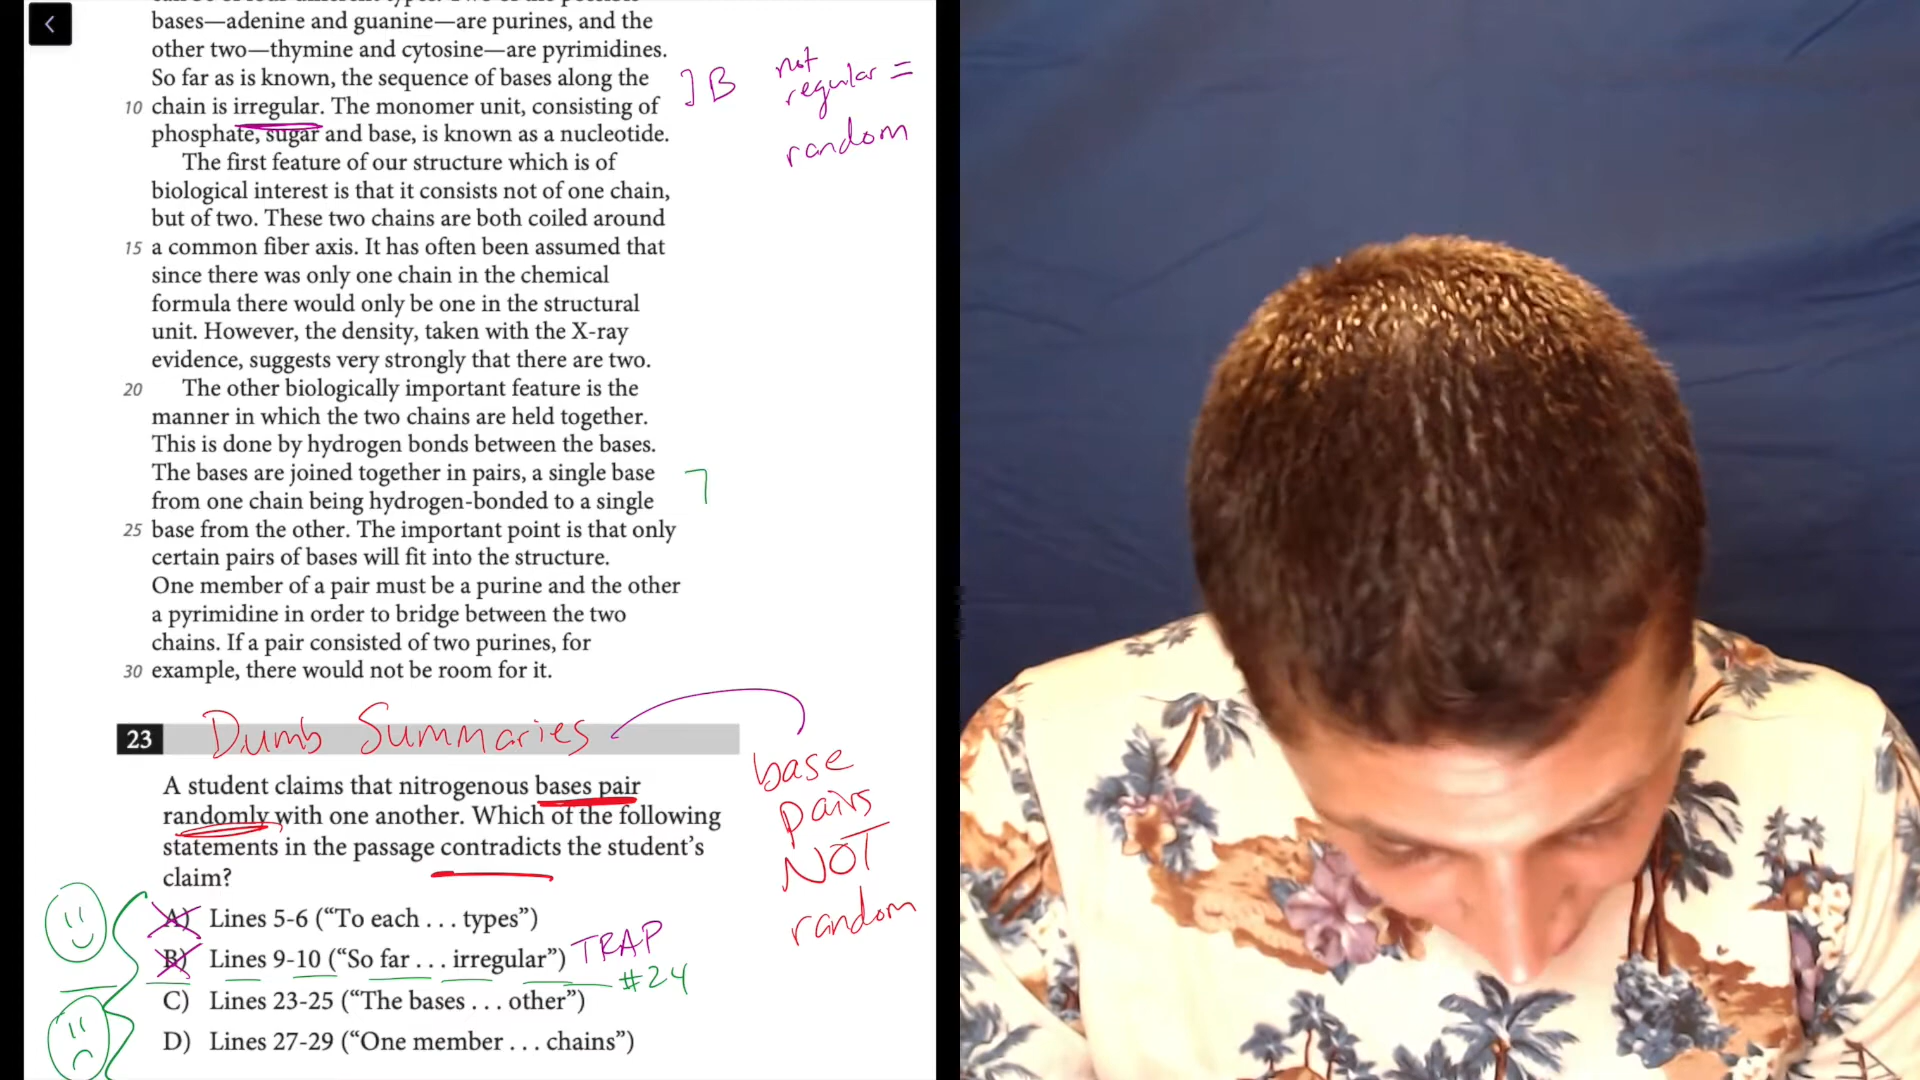 bases—adenine and guanine—are purines, and the
other two—thymine and cytosine—are pyrimidines.
So far as is known, the sequence of bases along the
10 chain is irregular. The monomer unit, consisting of
phosphate, sugar and base, is known as a nucleotide.
] B
not
regular =
random
The first feature of our structure which is of
biological interest is that it consists not of one chain,
but of two. These two chains are both coiled around
15 a common fiber axis. It has often been assumed that
since there was only one chain in the chemical
formula there would only be one in the structural
unit. However, the density, taken with the X-ray
evidence, suggests very strongly that there are two.
20 The other biologically important feature is the
manner in which the two chains are held together.
This is done by hydrogen bonds between the bases.
The bases are joined together in pairs, a single base
from one chain being hydrogen-bonded to a single
25 base from the other. The important point is that only
certain pairs of bases will fit into the structure.
One member of a pair must be a purine and the other
a pyrimidine in order to bridge between the two
chains. If a pair consisted of two purines, for
30 example, there would not be room for it.
23 Dumb Summaries
base
pairs
NOT
random
A student claims that nitrogenous bases pair
randomly with one another. Which of the following
statements in the passage contradicts the student’s
claim?
A) Lines 5-6 (“To each . . . types”)
B) Lines 9-10 (“So far . . . irregular”) TRAP
#24
C) Lines 23-25 (“The bases . . . other”)
D) Lines 27-29 (“One member . . . chains”)